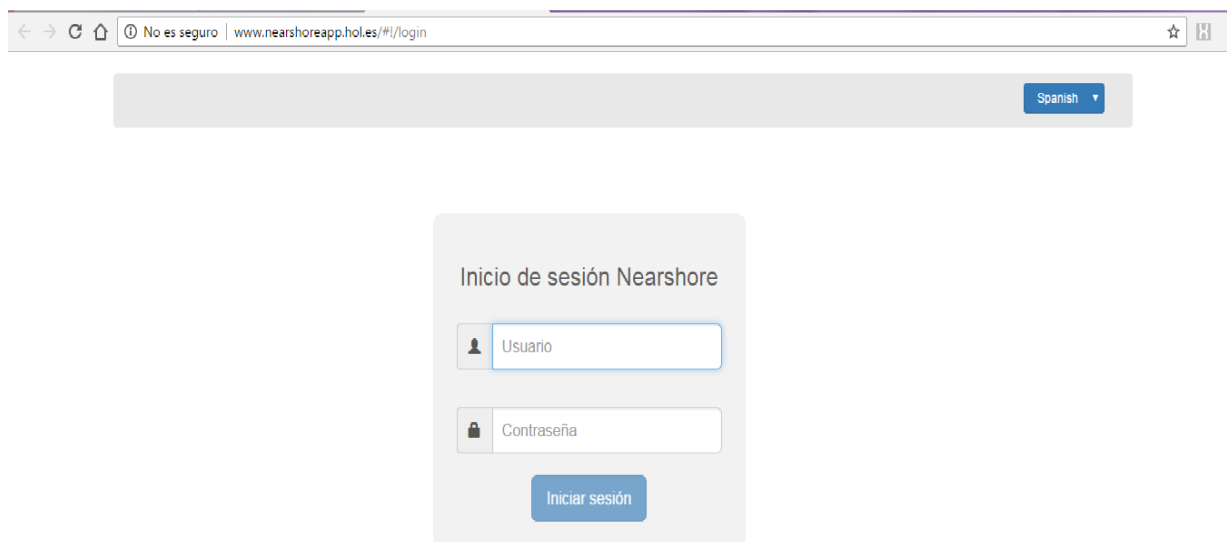 No es seguro | www.nearshoreapp.hol.es/#!/login
Spanish
Inicio de sesión Nearshore
Usuario
Contraseña
Iniciar sesión